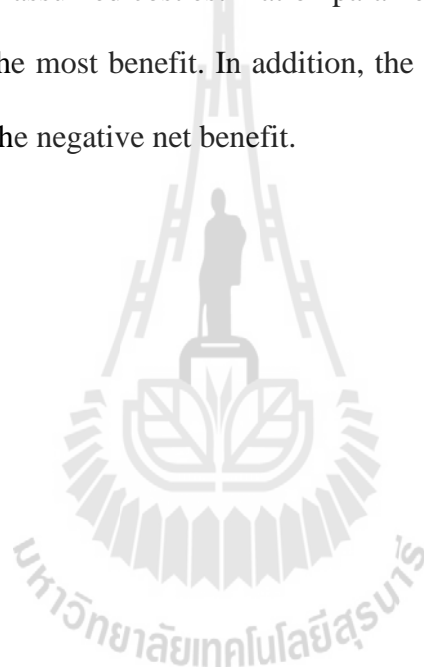 he most benefit. In addition, the
he negative net benefit.
มหาวิทยาลัยเทคโนโลยีสุรนารี